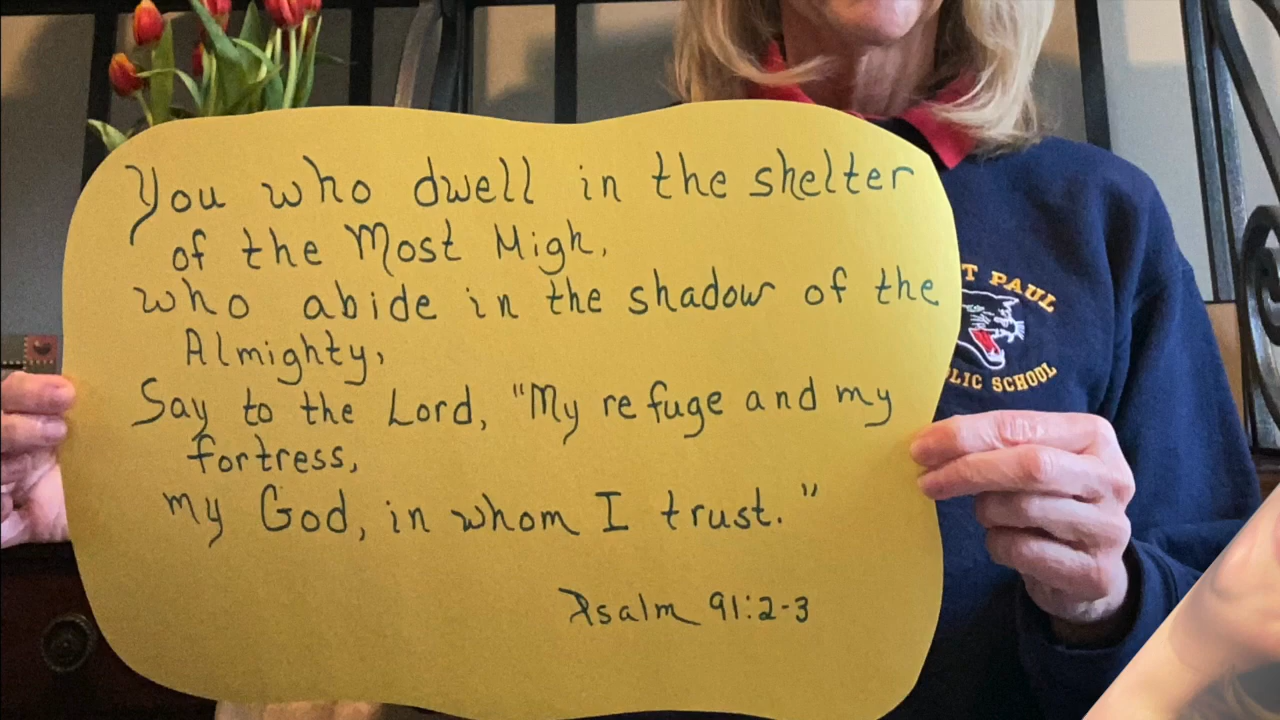 You who dwell in the shelter
of the Most High,
who abide in the shadow of the
Almighty,
Say to the Lord, "My refuge and my
fortress,
my God, in whom I trust."
Psalm 91:2-3
T PAUL
LIC SCHOOL